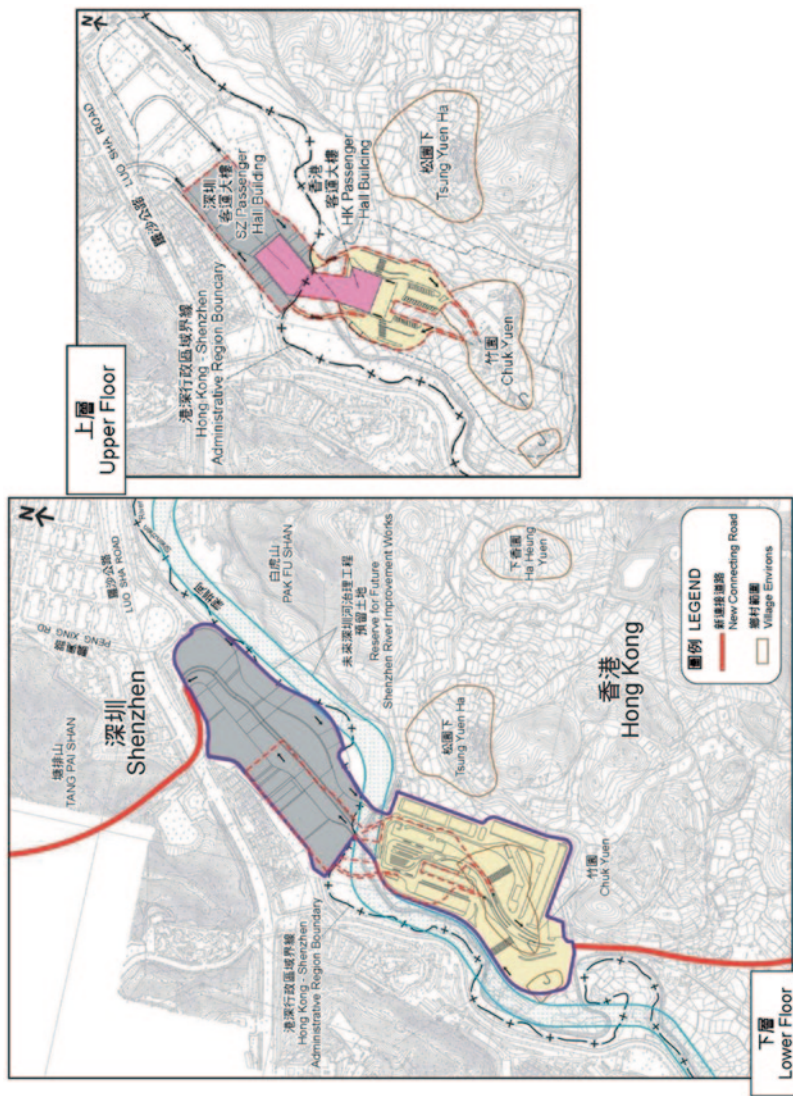 上層
Upper Floor
N
羅沙公路 LUO SHA ROAD
深圳
客運大樓
SZ Passenger
Hall Building
香港
客運大樓
HK Passenger
Hall Building
港深行政區域界線
Hong Kong - Shenzhen
Administrative Region Boundary
松園下
Tsung Yuen Ha
竹園
Chuk Yuen
N
深圳
Shenzhen
塘排山
TANG PAI SHAN
PENG XING RD
羅沙公路
LUO SHA ROAD
深圳河
Shenzhen River
白虎山
PAK FU SHAN
未來深圳河治理工程
預留土地
Reserve for Future
Shenzhen River Improvement Works
港深行政區域界線
Hong Kong - Shenzhen
Administrative Region Boundary
松園下
Tsung Yuen Ha
下香園
Ha Heung
Yuen
香港
Hong Kong
竹園
Chuk Yuen
圖例 LEGEND
新連接道路
New Connecting Road
鄉村範圍
Village Environs
下層
Lower Floor